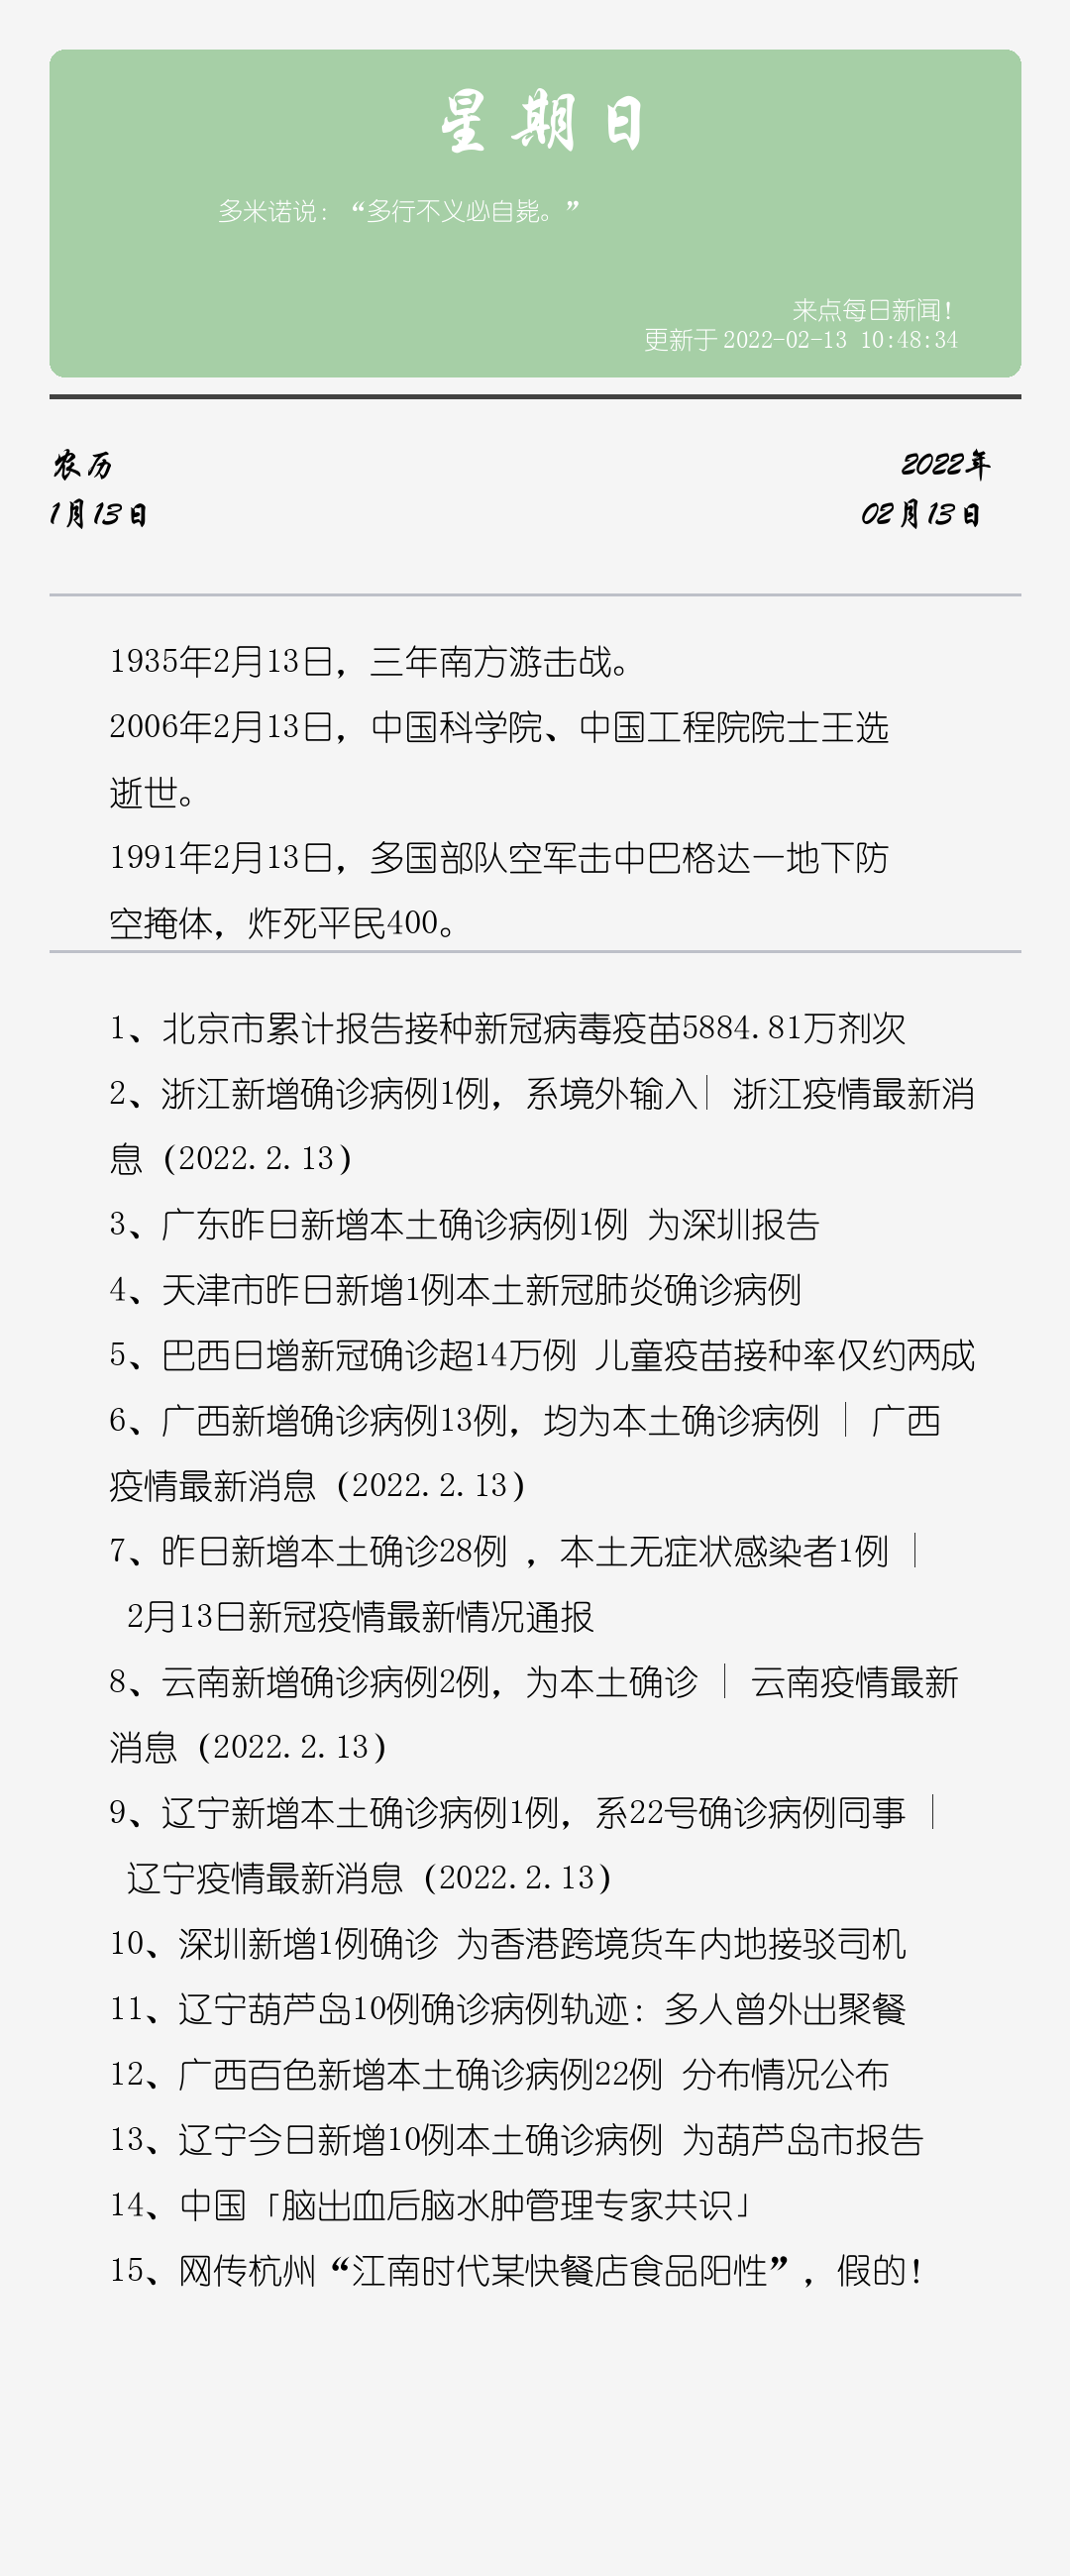 星期日
多米诺说：“多行不义必自毙。”
来点每日新闻！
更新于 2022-02-13 10:48:34
农历
2022年
1月13日
02月13日
1935年2月13日，三年南方游击战。
2006年2月13日，中国科学院、中国工程院院士王选
逝世。
1991年2月13日，多国部队空军击中巴格达一地下防
空掩体，炸死平民400。
1、北京市累计报告接种新冠病毒疫苗5884.81万剂次
2、浙江新增确诊病例1例，系境外输入| 浙江疫情最新消
息（2022.2.13）
3、广东昨日新增本土确诊病例1例 为深圳报告
4、天津市昨日新增1例本土新冠肺炎确诊病例
5、巴西日增新冠确诊超14万例 儿童疫苗接种率仅约两成
6、广西新增确诊病例13例，均为本土确诊病例 | 广西
疫情最新消息（2022.2.13）
7、昨日新增本土确诊28例 ，本土无症状感染者1例 |
2月13日新冠疫情最新情况通报
8、云南新增确诊病例2例，为本土确诊 | 云南疫情最新
消息（2022.2.13）
9、辽宁新增本土确诊病例1例，系22号确诊病例同事 |
辽宁疫情最新消息（2022.2.13）
10、深圳新增1例确诊 为香港跨境货车内地接驳司机
11、辽宁葫芦岛10例确诊病例轨迹：多人曾外出聚餐
12、广西百色新增本土确诊病例22例 分布情况公布
13、辽宁今日新增10例本土确诊病例 为葫芦岛市报告
14、中国「脑出血后脑水肿管理专家共识」
15、网传杭州“江南时代某快餐店食品阳性”，假的！